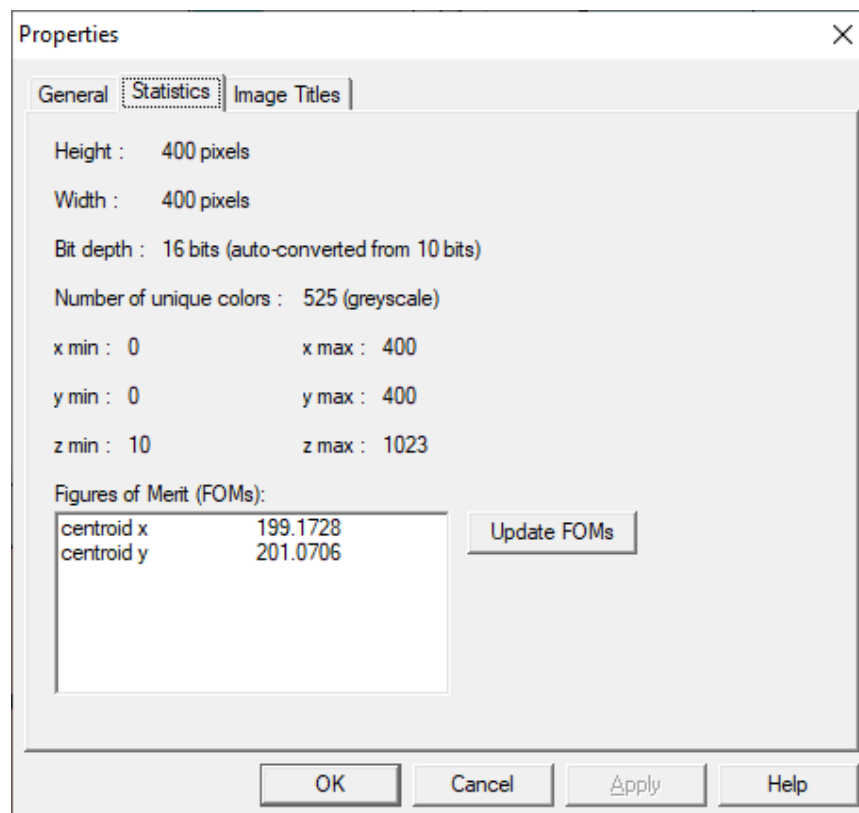 Properties
General Statistics Image Titles
Height : 400 pixels
Width : 400 pixels
Bit depth : 16 bits (auto-converted from 10 bits)
Number of unique colors : 525 (greyscale)
x min : 0 x max : 400
y min : 0 y max : 400
z min : 10 z max : 1023
Figures of Merit (FOMs):
centroid x 199.1728
centroid y 201.0706
Update FOMs
OK Cancel Apply Help